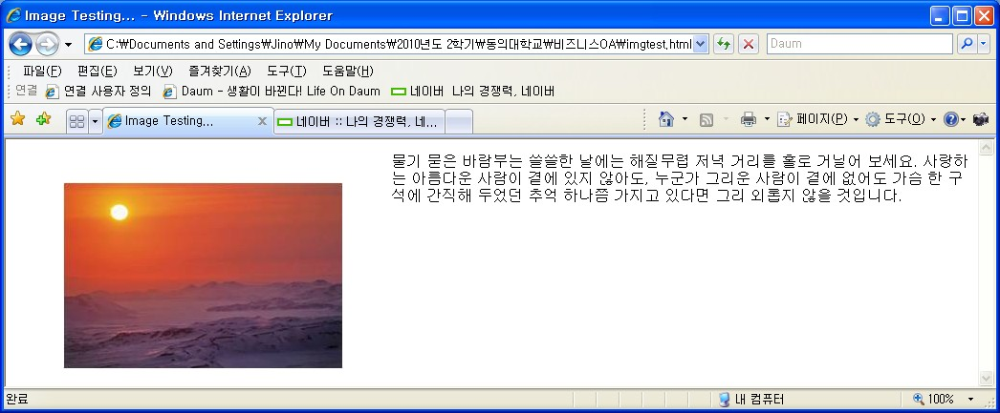 Image Testing... - Windows Internet Explorer
C:₩Documents and Settings₩Jino₩My Documents₩2010년도 2학기₩동의대학교₩비즈니스OA₩imgtest.html
Daum
파일(F) 편집(E) 보기(V) 즐겨찾기(A) 도구(T) 도움말(H)
연결 연결 사용자 정의 Daum - 생활이 바뀐다! Life On Daum 네이버 나의 경쟁력, 네이버
Image Testing... 네이버 :: 나의 경쟁력, 네... 페이지(P) 도구(O)
물기 묻은 바람부는 쓸쓸한 날에는 해질무렵 저녁 거리를 홀로 거닐어 보세요. 사랑하
는 아름다운 사람이 곁에 있지 않아도, 누군가 그리운 사람이 곁에 없어도 가슴 한 구
석에 간직해 두었던 추억 하나쯤 가지고 있다면 그리 외롭지 않을 것입니다.
완료 내 컴퓨터 100%